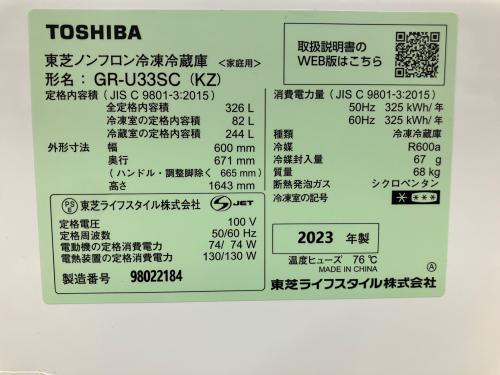 TOSHIBA
東芝ノンフロン冷凍冷蔵庫 <家庭用>
形名： GR-U33SC (KZ)
定格内容積 ( JIS C 9801-3:2015)
全定格内容積 326 L
冷凍室の定格内容積 82 L
冷蔵室の定格内容積 244 L
外形寸法 幅 600 mm
奥行 671 mm
( ハンドル・調整脚除く 665 mm )
高さ 1643 mm
PS E 東芝ライフスタイル株式会社 S JET
定格電圧 100 V
定格周波数 50/60 Hz
電動機の定格消費電力 74/ 74 W
電熱装置の定格消費電力 130/130 W
製造番号 98022184
取扱説明書の
WEB版はこちら
消費電力量 ( JIS C 9801-3:2015)
50Hz 325 kWh/ 年
60Hz 325 kWh/ 年
種類 冷凍冷蔵庫
冷媒 R600a
冷媒封入量 67 g
質量 68 kg
断熱発泡ガス シクロペンタン
冷凍室の記号
2023 年製
温度ヒューズ 76℃
MADE IN CHINA
A
東芝ライフスタイル株式会社